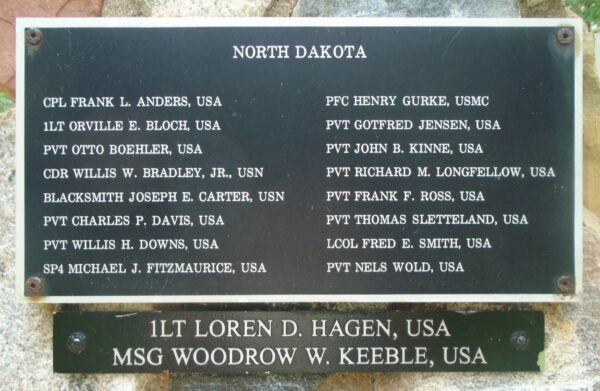 NORTH DAKOTA
CPL FRANK L. ANDERS, USA
1LT ORVILLE E. BLOCH, USA
PVT OTTO BOEHLER, USA
CDR WILLIS W. BRADLEY, JR., USN
BLACKSMITH JOSEPH E. CARTER, USN
PVT CHARLES P. DAVIS, USA
PVT WILLIS H. DOWNS, USA
SP4 MICHAEL J. FITZMAURICE, USA
PFC HENRY GURKE, USMC
PVT GOTFRED JENSEN, USA
PVT JOHN B. KINNE, USA
PVT RICHARD M. LONGFELLOW, USA
PVT FRANK F. ROSS, USA
PVT THOMAS SLETTELAND, USA
LCOL FRED E. SMITH, USA
PVT NELS WOLD, USA
1LT LOREN D. HAGEN, USA
MSG WOODROW W. KEEBLE, USA